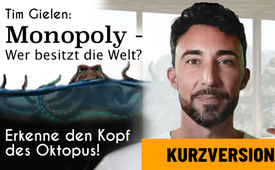 Tim Gielen:
Monopoly -
Wer besitzt die Welt?
Erkenne den Kopf
des Oktopus!
KURZVERSION